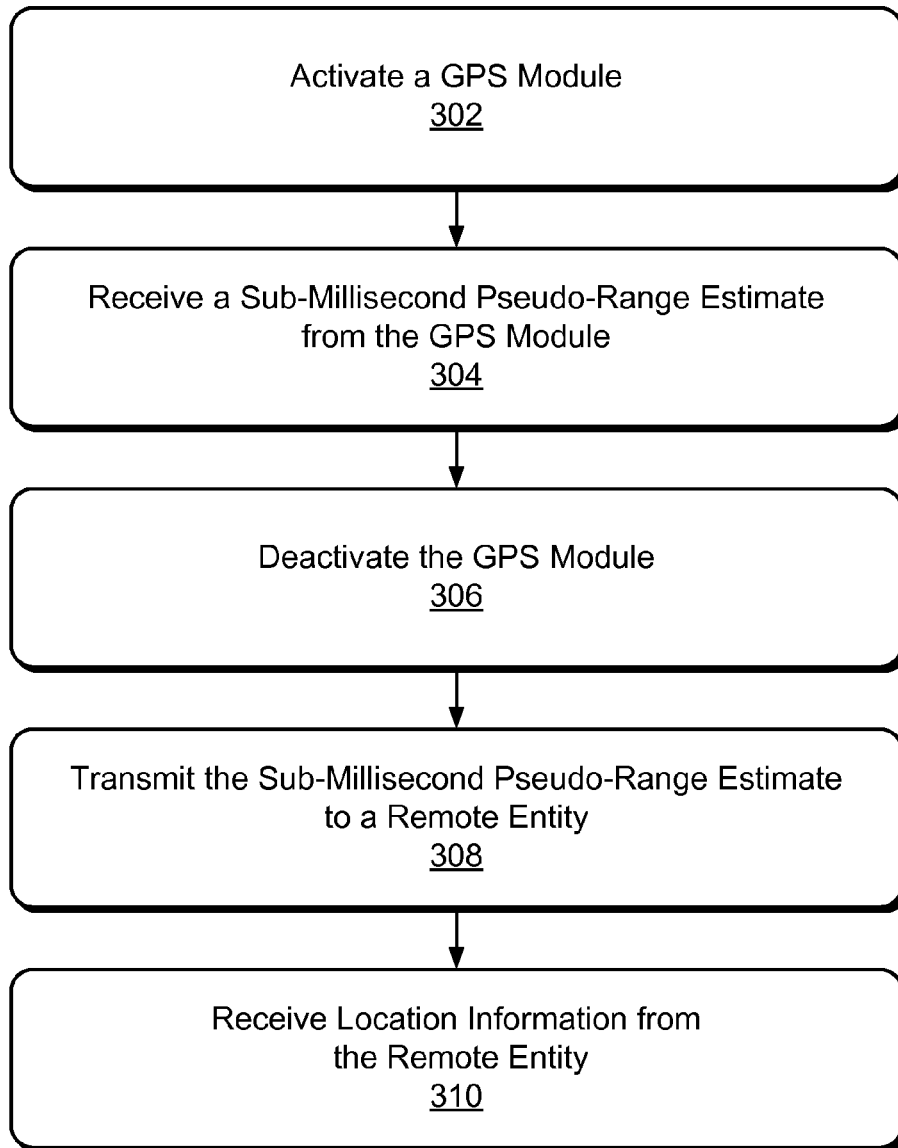 Activate a GPS Module
302
Receive a Sub-Millisecond Pseudo-Range Estimate
from the GPS Module
304
Deactivate the GPS Module
306
Transmit the Sub-Millisecond Pseudo-Range Estimate
to a Remote Entity
308
Receive Location Information from
the Remote Entity
310